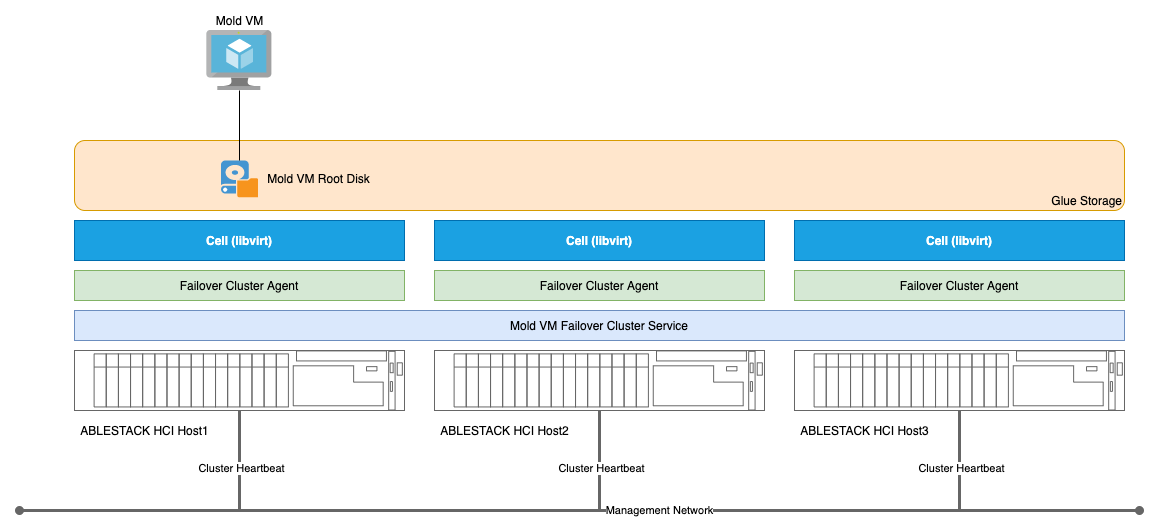 Mold VM
Mold VM Root Disk
Glue Storage
Cell (libvirt)
Cell (libvirt)
Cell (libvirt)
Failover Cluster Agent
Failover Cluster Agent
Failover Cluster Agent
Mold VM Failover Cluster Service
ABLESTACK HCI Host1
ABLESTACK HCI Host2
ABLESTACK HCI Host3
Cluster Heartbeat
Cluster Heartbeat
Cluster Heartbeat
Management Network